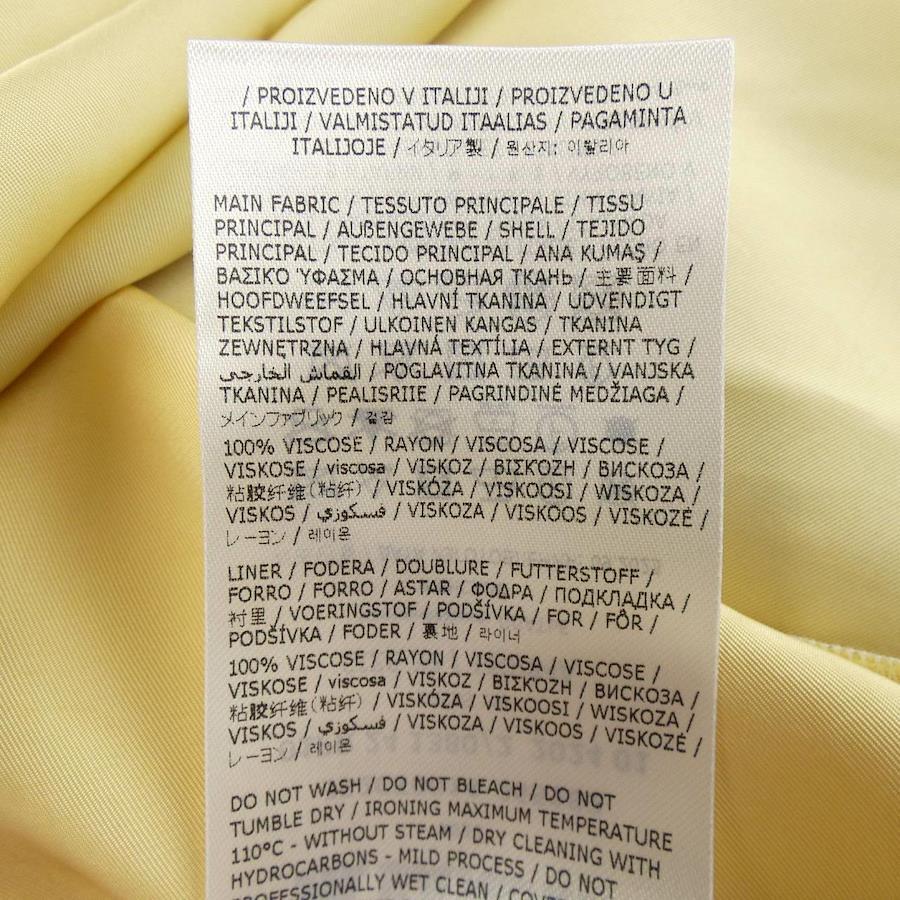 / PROIZVEDENO V ITALIJI / PROIZVEDENO U
ITALIJI / VALMISTATUD ITAALIAS / PAGAMINTA
ITALIJOJE / イタリア製 / 원산지: 이탈리아
MAIN FABRIC / TESSUTO PRINCIPALE / TISSU
PRINCIPAL / AUßENGEWEBE / SHELL / TEJIDO
PRINCIPAL / TECIDO PRINCIPAL / ANA KUMAŞ /
ΒΑΣΙΚΌ ΎΦΑΣΜΑ / ОСНОВНАЯ ТКАНЬ / 主要面料 /
HOOFDWEEFSEL / HLAVNÍ TKANINA / UDVENDIGT
TEKSTILSTOF / ULKOINEN KANGAS / TKANINA
ZEWNĘTRZNA / HLAVNÁ TEXTÍLIA / EXTERNT TYG /
القماش الخارجي / POGLAVITNA TKANINA / VANJSKA
TKANINA / PEALISRIIE / PAGRINDINĖ MEDŽIAGA /
メインファブリック / 겉감
100% VISCOSE / RAYON / VISCOSA / VISCOSE /
VISKOSE / viscosa / VISKOZ / ΒΙΣΚΌΖΗ / ВИСКОЗА /
粘胶纤维(粘纤) / VISKÓZA / VISKOOSI / WISKOZA /
VISKOS / فسكوزي / VISKOZA / VISKOOS / VISKOZĖ /
レーヨン / 레이온
LINER / FODERA / DOUBLURE / FUTTERSTOFF /
FORRO / FORRO / ASTAR / ΦΟΔΡΑ / ПОДКЛАДКА /
衬里 / VOERINGSTOF / PODŠÍVKA / FOR / FÔR /
PODŠÍVKA / FODER / 裏地 / 라이너
100% VISCOSE / RAYON / VISCOSA / VISCOSE /
VISKOSE / viscosa / VISKOZ / ΒΙΣΚΌΖΗ / ВИСКОЗА /
粘胶纤维(粘纤) / VISKÓZA / VISKOOSI / WISKOZA /
VISKOS / فسكوزي / VISKOZA / VISKOOS / VISKOZĖ /
レーヨン / 레이온
DO NOT WASH / DO NOT BLEACH / DO NOT
TUMBLE DRY / IRONING MAXIMUM TEMPERATURE
110°C - WITHOUT STEAM / DRY CLEANING WITH
HYDROCARBONS - MILD PROCESS / DO NOT
PROFESSIONALLY WET CLEAN /